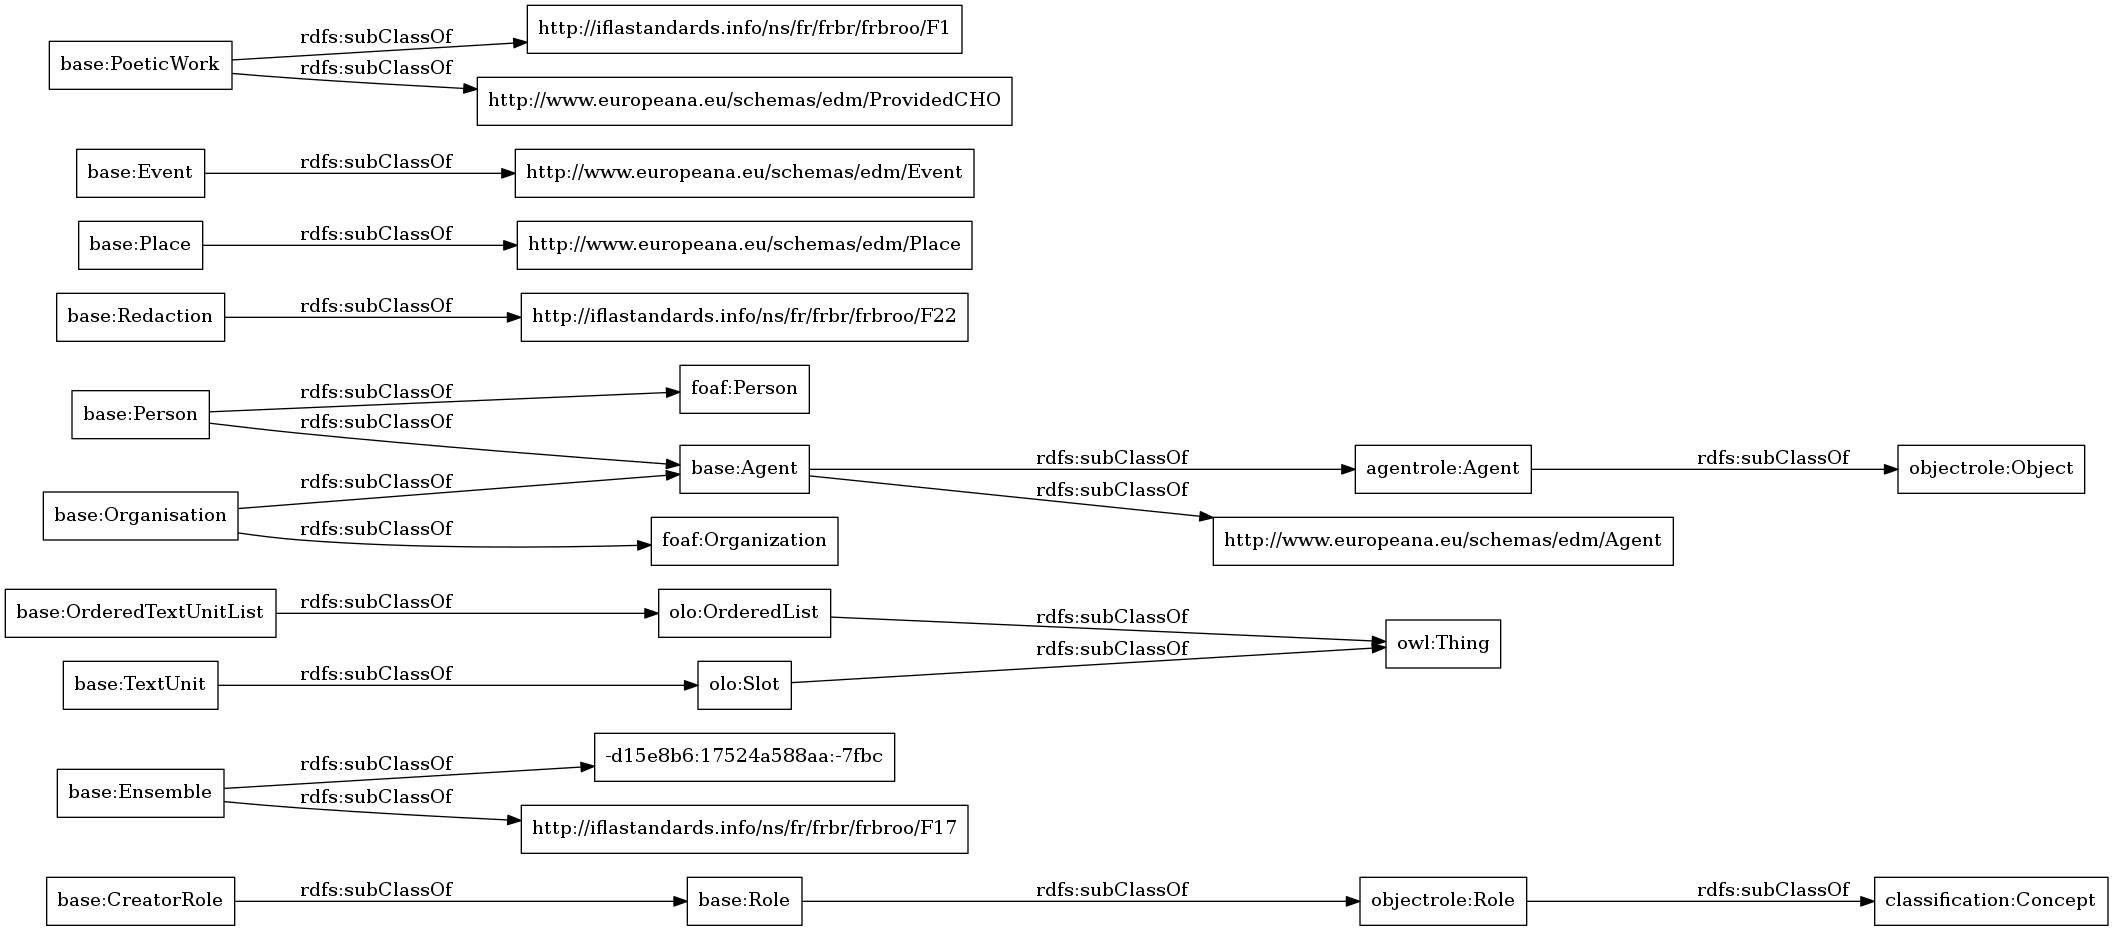 base:PoeticWork
rdfs:subClassOf
http://iflastandards.info/ns/fr/frbr/frbroo/F1
rdfs:subClassOf
http://www.europeana.eu/schemas/edm/ProvidedCHO
base:Event
rdfs:subClassOf
http://www.europeana.eu/schemas/edm/Event
base:Place
rdfs:subClassOf
http://www.europeana.eu/schemas/edm/Place
base:Redaction
rdfs:subClassOf
http://iflastandards.info/ns/fr/frbr/frbroo/F22
base:Person
rdfs:subClassOf
foaf:Person
rdfs:subClassOf
base:Agent
rdfs:subClassOf
agentrole:Agent
rdfs:subClassOf
objectrole:Object
rdfs:subClassOf
http://www.europeana.eu/schemas/edm/Agent
base:Organisation
rdfs:subClassOf
rdfs:subClassOf
foaf:Organization
base:OrderedTextUnitList
rdfs:subClassOf
olo:OrderedList
rdfs:subClassOf
owl:Thing
base:TextUnit
rdfs:subClassOf
olo:Slot
rdfs:subClassOf
base:Ensemble
rdfs:subClassOf
-d15e8b6:17524a588aa:-7fbc
rdfs:subClassOf
http://iflastandards.info/ns/fr/frbr/frbroo/F17
base:CreatorRole
rdfs:subClassOf
base:Role
rdfs:subClassOf
objectrole:Role
rdfs:subClassOf
classification:Concept